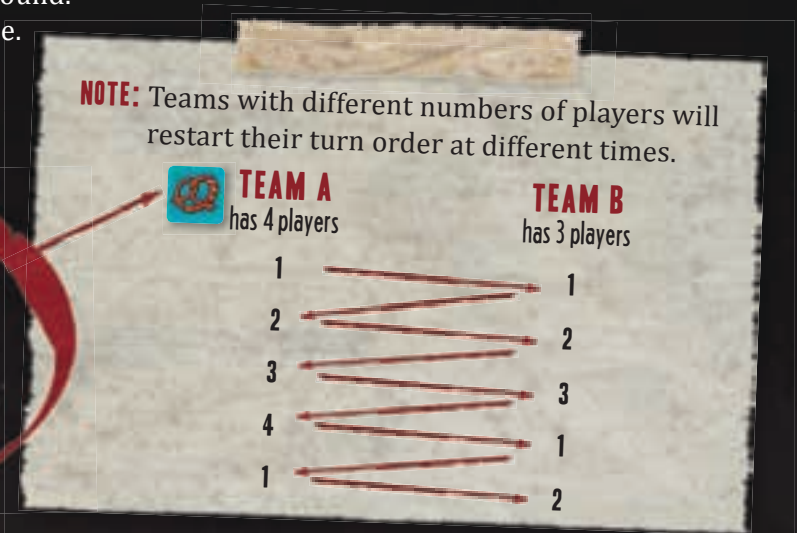 ound.
e.
NOTE: Teams with different numbers of players will
restart their turn order at different times.
TEAM A TEAM B
has 4 players has 3 players
1 1
2 2
3 3
4 1
1 2